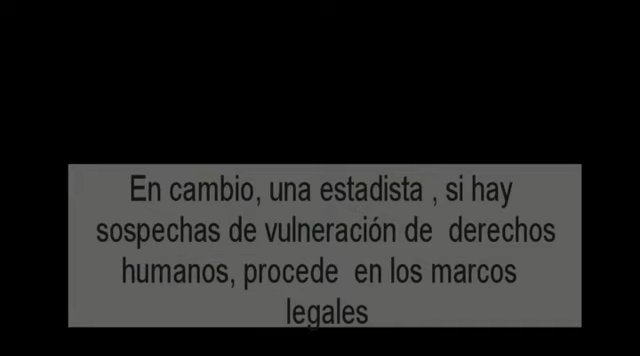 En cambio, una estadista , si hay
sospechas de vulneración de derechos
humanos, procede en los marcos
legales